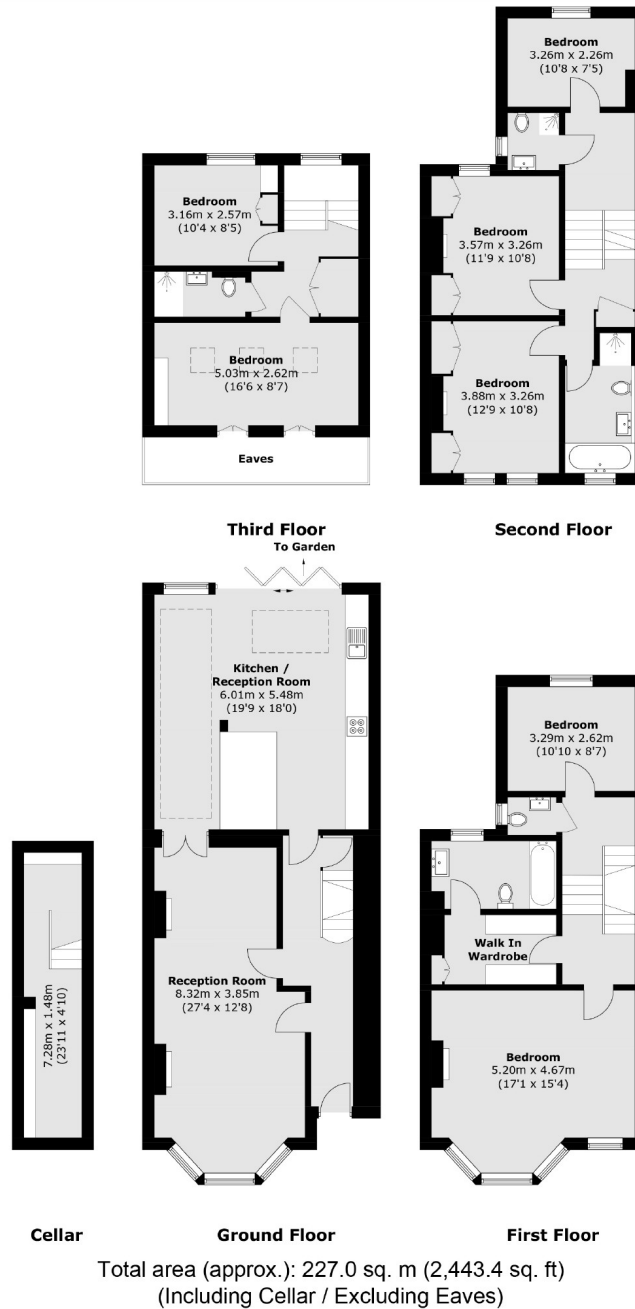 Bedroom
3.26m x 2.26m
(10'8 x 7'5)
Bedroom
3.16m x 2.57m
(10'4 x 8'5)
Bedroom
3.57m x 3.26m
(11'9 x 10'8)
Bedroom
5.03m x 2.62m
(16'6 x 8'7)
Bedroom
3.88m x 3.26m
(12'9 x 10'8)
Eaves
Third Floor
Second Floor
To Garden
Kitchen /
Reception Room
6.01m x 5.48m
(19'9 x 18'0)
Bedroom
3.29m x 2.62m
(10'10 x 8'7)
Walk In
Wardrobe
7.28m x 1.48m
(23'11 x 4'10)
Reception Room
8.32m x 3.85m
(27'4 x 12'8)
Bedroom
5.20m x 4.67m
(17'1 x 15'4)
Cellar
Ground Floor
First Floor
Total area (approx.): 227.0 sq. m (2,443.4 sq. ft)
(Including Cellar / Excluding Eaves)